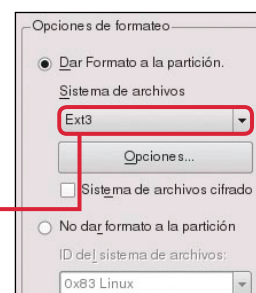 Opciones de formateo
Dar Formato a la partición.
Sistema de archivos
Ext3
Opciones...
Sistema de archivos cifrado
No dar formato a la partición
ID del sistema de archivos:
0x83 Linux